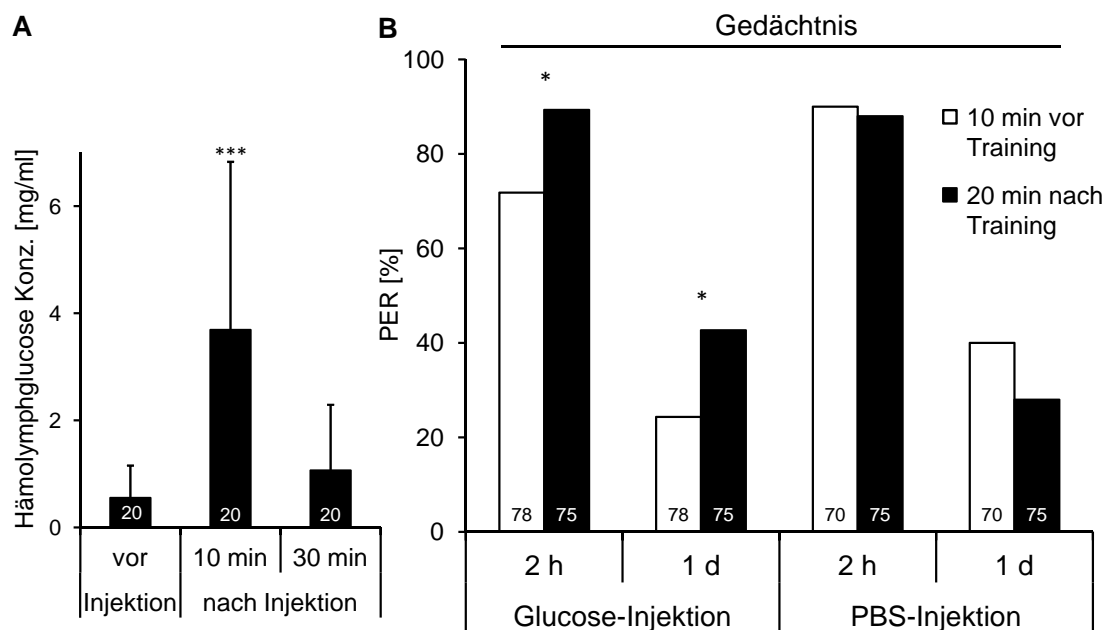 A
Hämolymphglucose Konz. [mg/ml]
6
4
2
0
***
20
20
20
vor
10 min
30 min
Injektion
nach Injektion
B
Gedächtnis
PER [%]
100
80
60
40
20
0
*
*
10 min vor
Training
20 min nach
Training
78
75
78
75
70
75
70
75
2 h
1 d
2 h
1 d
Glucose-Injektion
PBS-Injektion